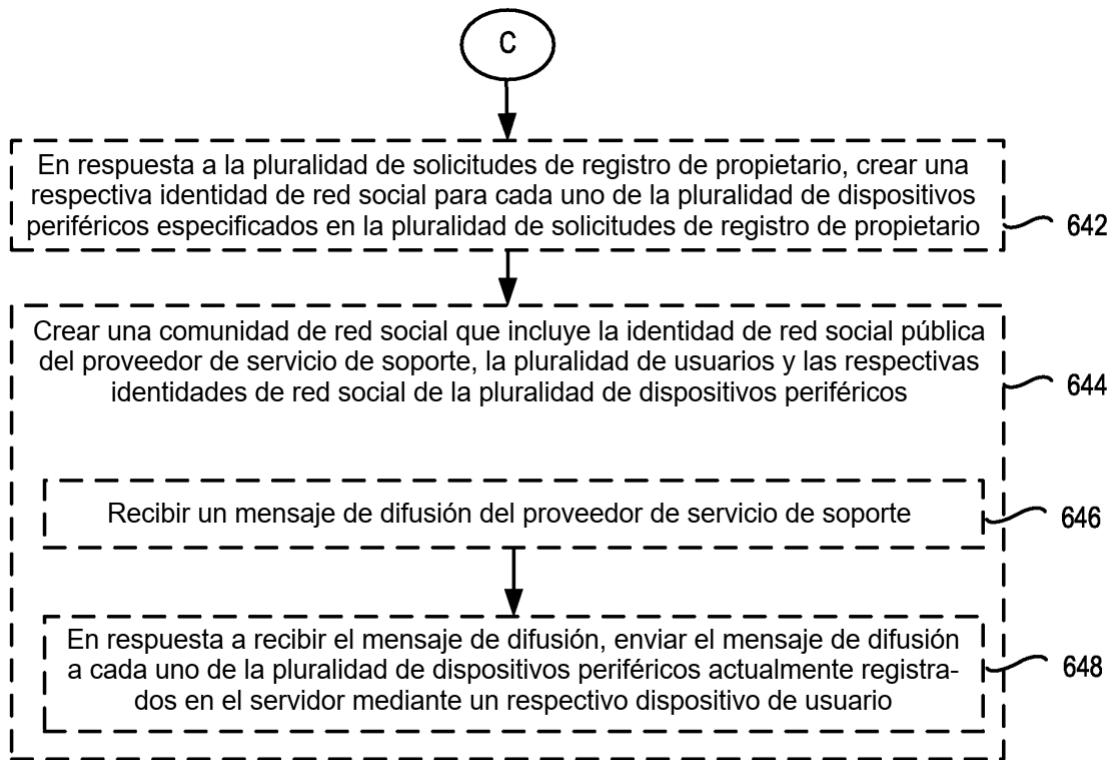 C
En respuesta a la pluralidad de solicitudes de registro de propietario, crear una
respectiva identidad de red social para cada uno de la pluralidad de dispositivos
periféricos especificados en la pluralidad de solicitudes de registro de propietario
642
Crear una comunidad de red social que incluye la identidad de red social pública
del proveedor de servicio de soporte, la pluralidad de usuarios y las respectivas
identidades de red social de la pluralidad de dispositivos periféricos
644
Recibir un mensaje de difusión del proveedor de servicio de soporte
646
En respuesta a recibir el mensaje de difusión, enviar el mensaje de difusión
a cada uno de la pluralidad de dispositivos periféricos actualmente registra-
dos en el servidor mediante un respectivo dispositivo de usuario
648